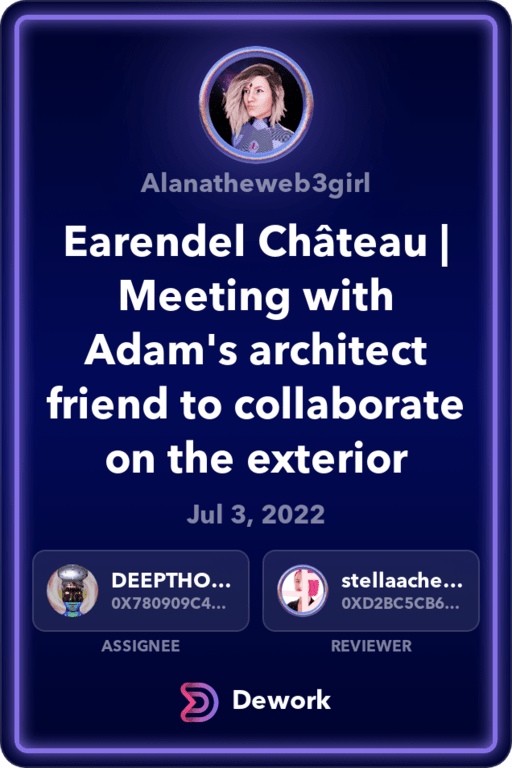 Alanatheweb3girl
Earendel Château |
Meeting with
Adam's architect
friend to collaborate
on the exterior
Jul 3, 2022
DEEPTHO...
0X780909C4...
stellaache...
0XD2BC5CB6...
ASSIGNEE
REVIEWER
Dework